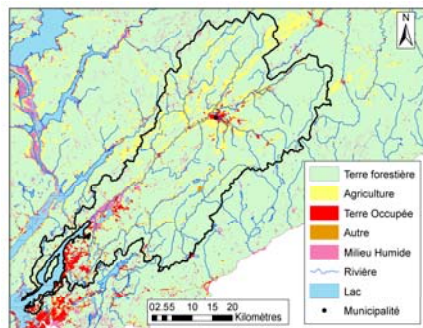 N
Terre forestière
Agriculture
Terre Occupée
Autre
Milieu Humide
Rivière
Lac
Municipalité
02.55 10 15 20
Kilomètres